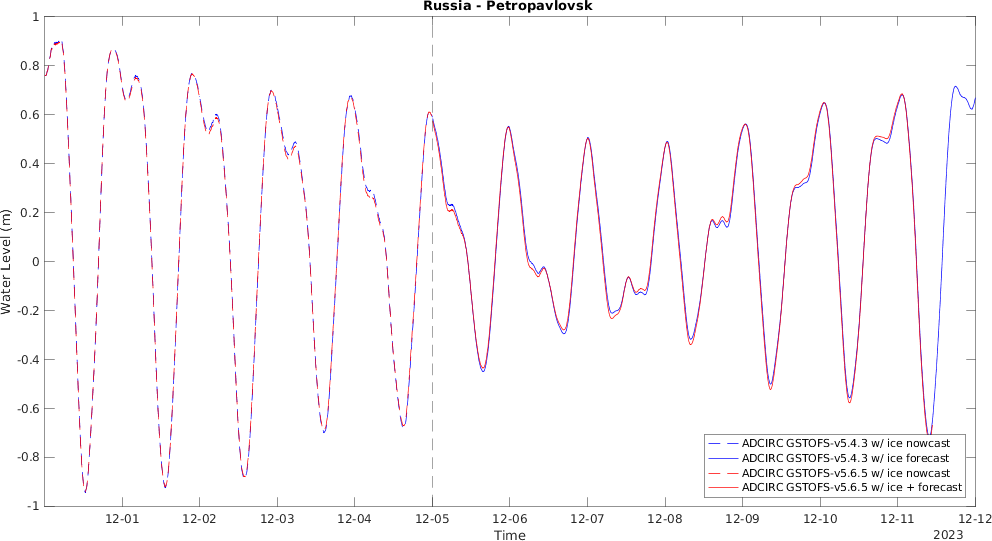 Russia - Petropavlovsk
1
0.8
0.6
0.4
0.2
0
-0.2
-0.4
-0.6
-0.8
-1
Water Level (m)
ADCIRC GSTOFS-v5.4.3 w/ ice nowcast
ADCIRC GSTOFS-v5.4.3 w/ ice forecast
ADCIRC GSTOFS-v5.6.5 w/ ice nowcast
ADCIRC GSTOFS-v5.6.5 w/ ice + forecast
12-01 12-02 12-03 12-04 12-05 12-06 12-07 12-08 12-09 12-10 12-11 12-12
Time
2023